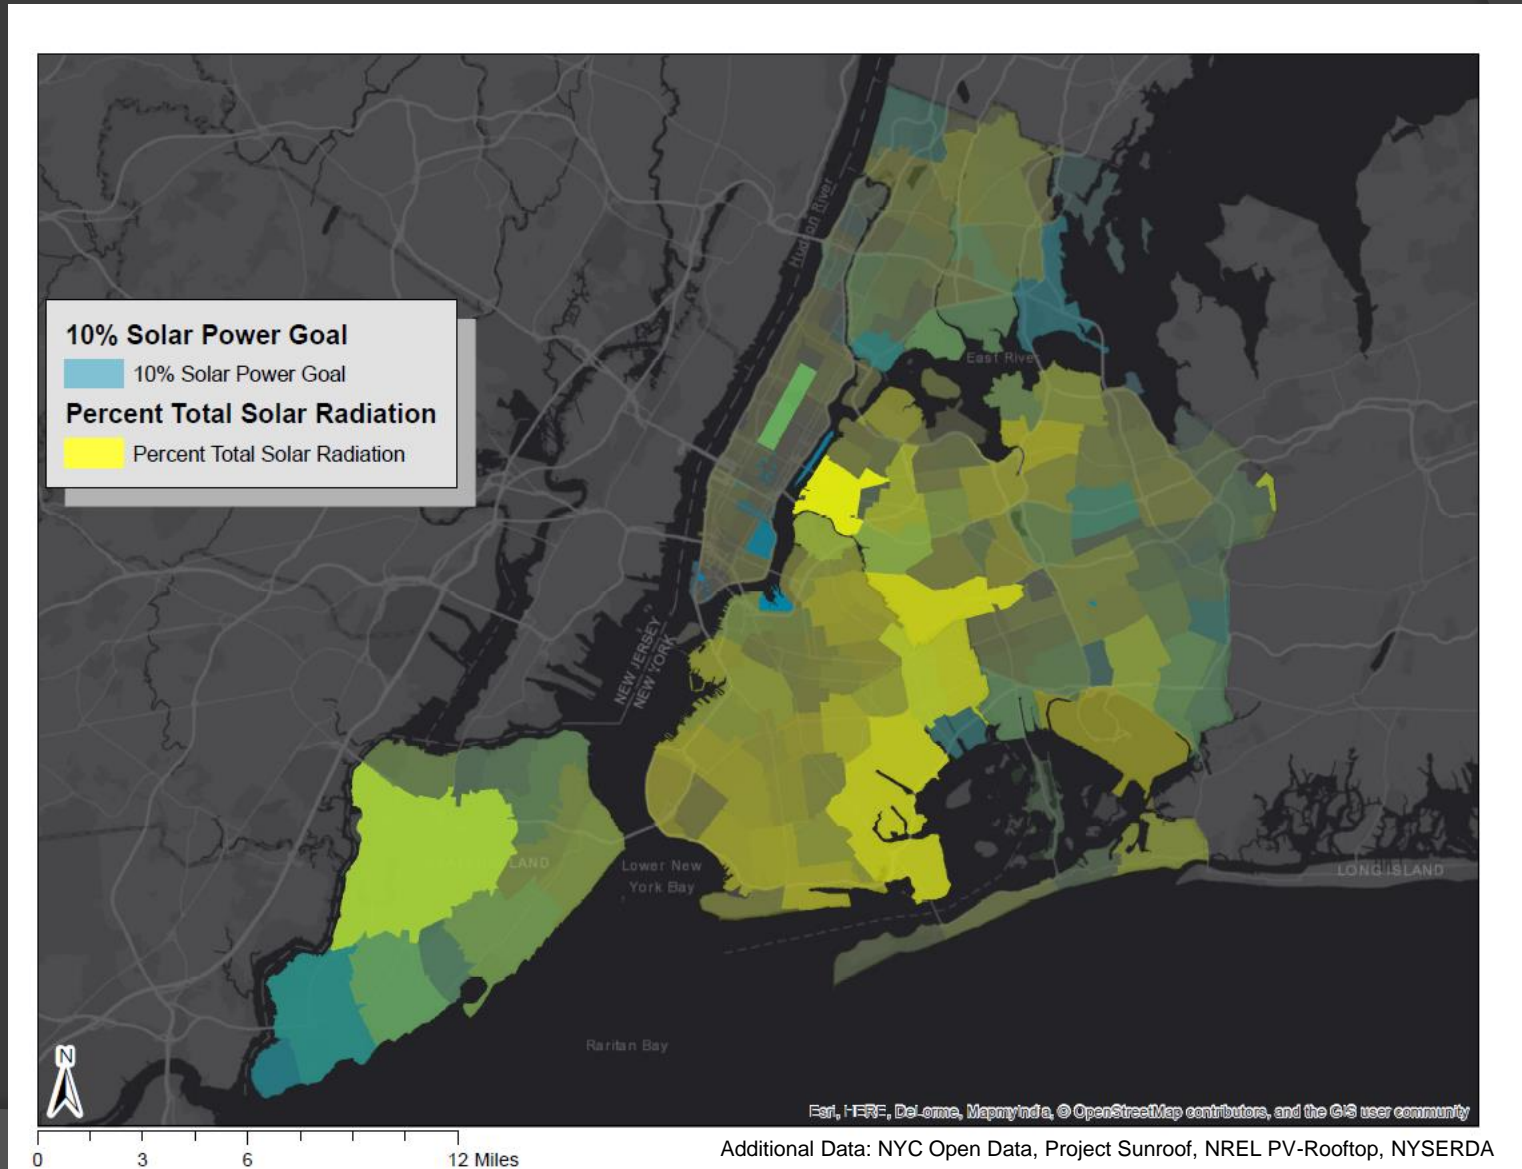 10% Solar Power Goal
10% Solar Power Goal
Percent Total Solar Radiation
Percent Total Solar Radiation
Hudson River
East River
NEW JERSEY
NEW YORK
LAND
Lower New
York Bay
LONG ISLAND
Raritan Bay
N
Esri, HERE, DeLorme, MapmyIndia, © OpenStreetMap contributors, and the GIS user community
0 3 6 12 Miles
Additional Data: NYC Open Data, Project Sunroof, NREL PV-Rooftop, NYSERDA